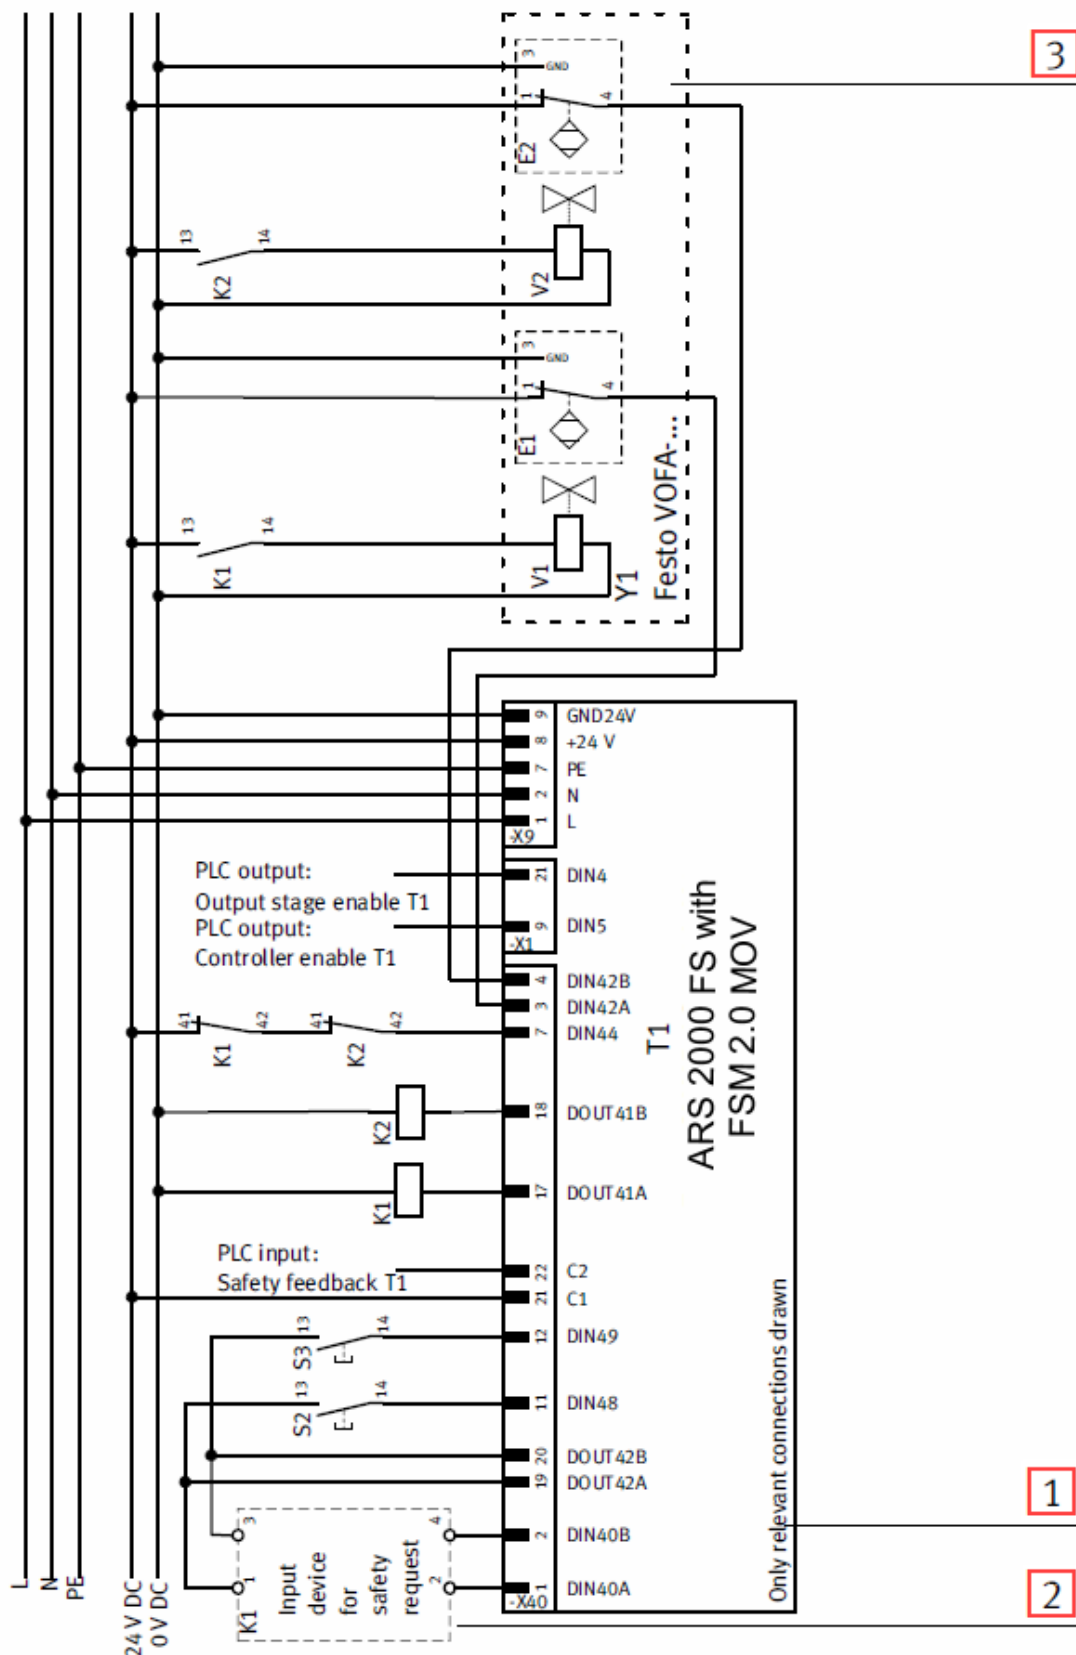 3
3
GND
1
4
E2
13
14
K2
V2
3
GND
1
4
E1
13
14
K1
V1
Y1
Festo VOFA-...
9 GND24V
8 +24 V
7 PE
2 N
1 L
-X9
PLC output:
Output stage enable T1
21 DIN4
PLC output:
Controller enable T1
9 DIN5
-X1
4 DIN42B
3 DIN42A
41
42
K1
41
42
K2
7 DIN44
K2
18 DOUT41B
K1
17 DOUT41A
T1
ARS 2000 FS with
FSM 2.0 MOV
PLC input:
Safety feedback T1
22 C2
21 C1
13
14
S3
12 DIN49
13
14
S2
11 DIN48
20 DOUT42B
19 DOUT42A
3
4
2 DIN40B
1
2
1 DIN40A
-X40
K1
Input
device
for
safety
request
Only relevant connections drawn
1
2
L
N
PE
24 V DC
0 V DC